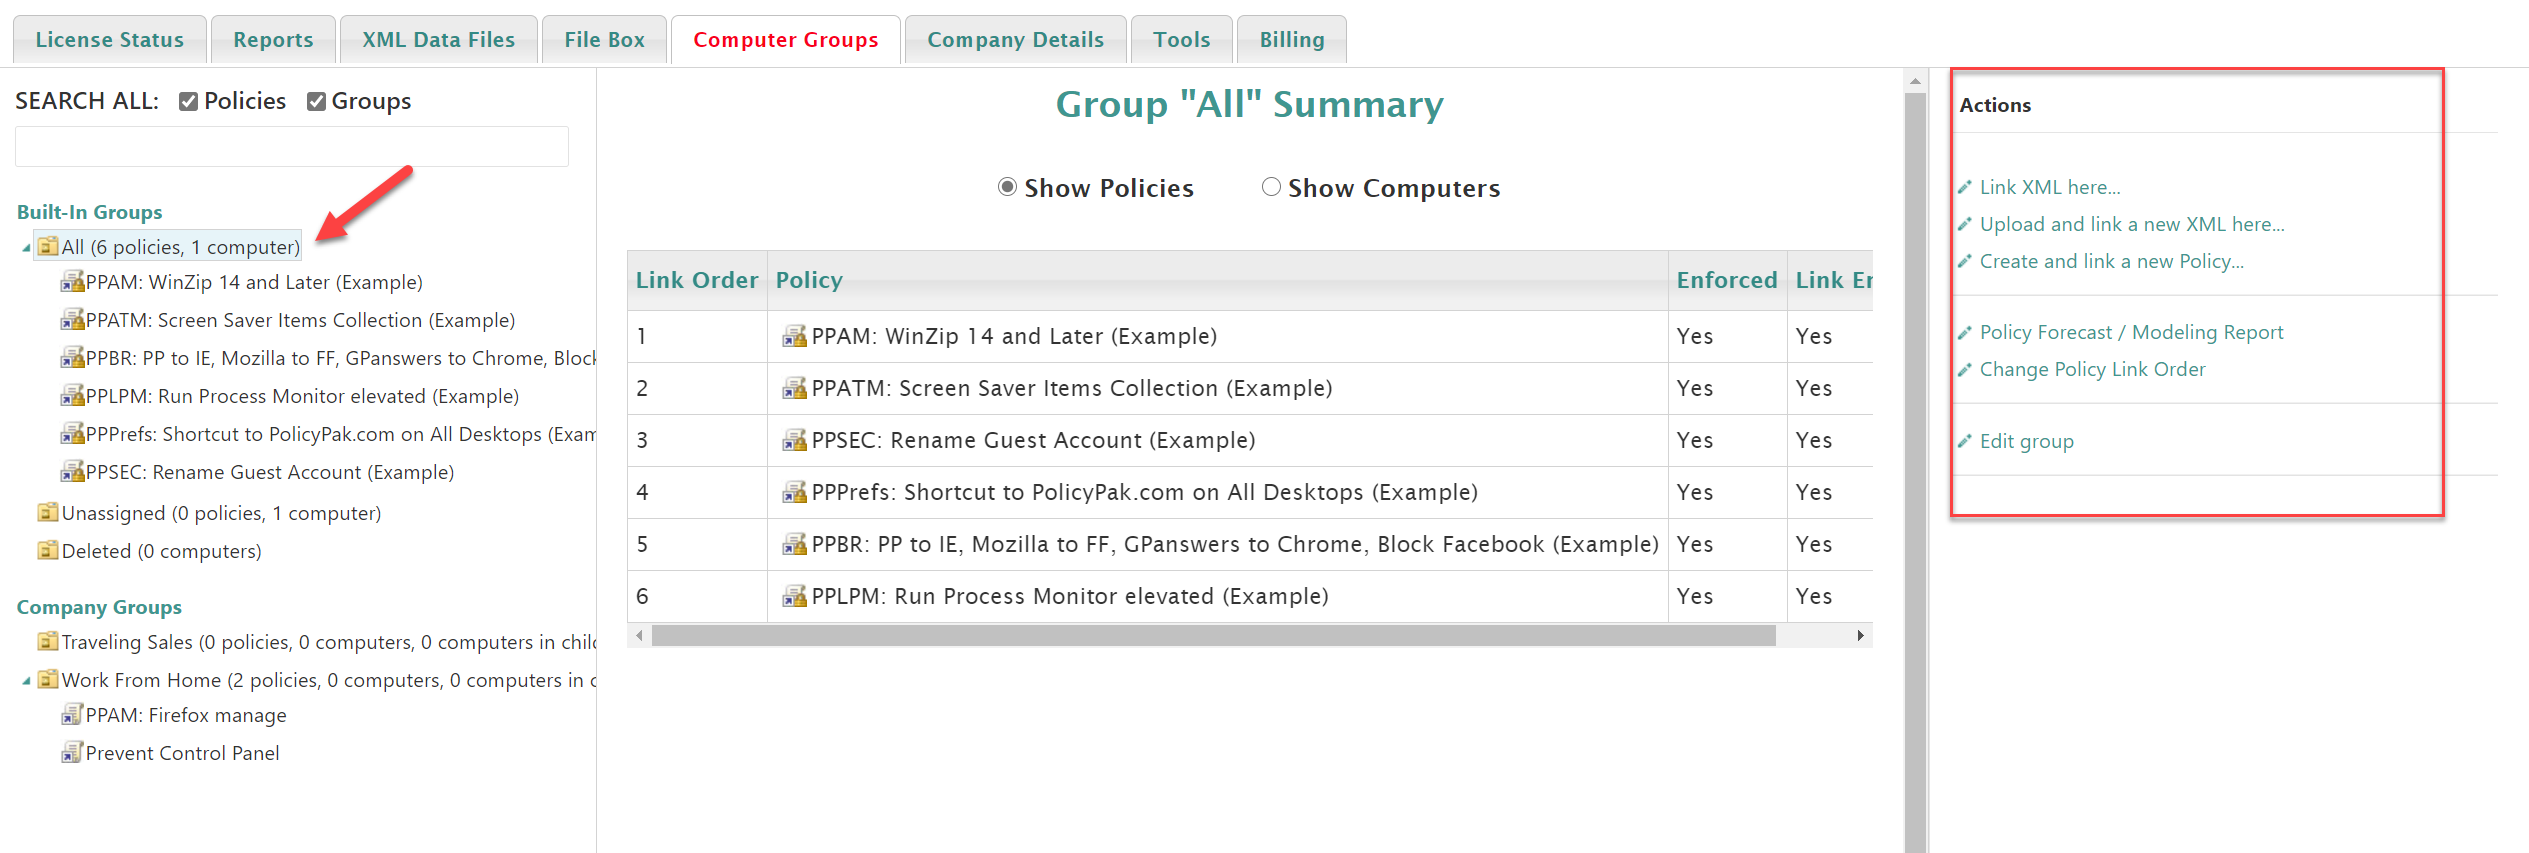 License Status
Reports
XML Data Files
File Box
Computer Groups
Company Details
Tools
Billing
SEARCH ALL: Policies Groups
Built-In Groups
All (6 policies, 1 computer)
PPAM: WinZip 14 and Later (Example)
PPATM: Screen Saver Items Collection (Example)
PPBR: PP to IE, Mozilla to FF, GPanswers to Chrome, Bloc
PPLPM: Run Process Monitor elevated (Example)
PPPrefs: Shortcut to PolicyPak.com on All Desktops (Exam
PPSEC: Rename Guest Account (Example)
Unassigned (0 policies, 1 computer)
Deleted (0 computers)
Company Groups
Traveling Sales (0 policies, 0 computers, 0 computers in chil
Work From Home (2 policies, 0 computers, 0 computers in c
PPAM: Firefox manage
Prevent Control Panel
Group "All" Summary
Show Policies Show Computers
Link Order Policy Enforced Link En
1 PPAM: WinZip 14 and Later (Example) Yes Yes
2 PPATM: Screen Saver Items Collection (Example) Yes Yes
3 PPSEC: Rename Guest Account (Example) Yes Yes
4 PPPrefs: Shortcut to PolicyPak.com on All Desktops (Example) Yes Yes
5 PPBR: PP to IE, Mozilla to FF, GPanswers to Chrome, Block Facebook (Example) Yes Yes
6 PPLPM: Run Process Monitor elevated (Example) Yes Yes
Actions
Link XML here...
Upload and link a new XML here...
Create and link a new Policy...
Policy Forecast / Modeling Report
Change Policy Link Order
Edit group